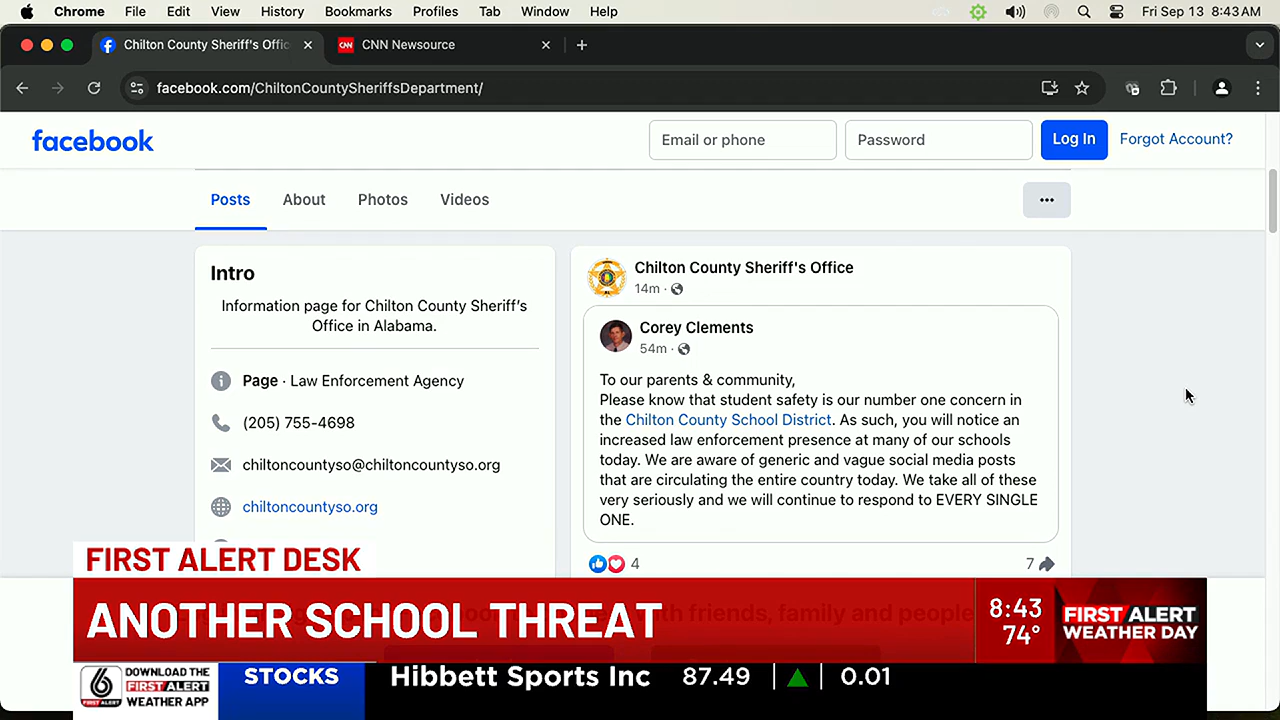 Chrome File Edit View History Bookmarks Profiles Tab Window Help Fri Sep 13 8:43 AM
Chilton County Sheriff's Offic CNN CNN Newsource
facebook.com/ChiltonCountySheriffsDepartment/
facebook Email or phone Password Log In Forgot Account?
Posts About Photos Videos
Intro
Information page for Chilton County Sheriff's
Office in Alabama.
Page · Law Enforcement Agency
(205) 755-4698
chiltoncountyso@chiltoncountyso.org
chiltoncountyso.org
Chilton County Sheriff's Office
14m ·
Corey Clements
54m ·
To our parents & community,
Please know that student safety is our number one concern in
the Chilton County School District. As such, you will notice an
increased law enforcement presence at many of our schools
today. We are aware of generic and vague social media posts
that are circulating the entire country today. We take all of these
very seriously and we will continue to respond to EVERY SINGLE
ONE.
4
7
FIRST ALERT DESK
ANOTHER SCHOOL THREAT
with friends, family and people
8:43
74°
FIRST ALERT
WEATHER DAY
6
FIRST ALERT
DOWNLOAD THE
FIRST ALERT
WEATHER APP
STOCKS
Hibbett Sports Inc 87.49 0.01